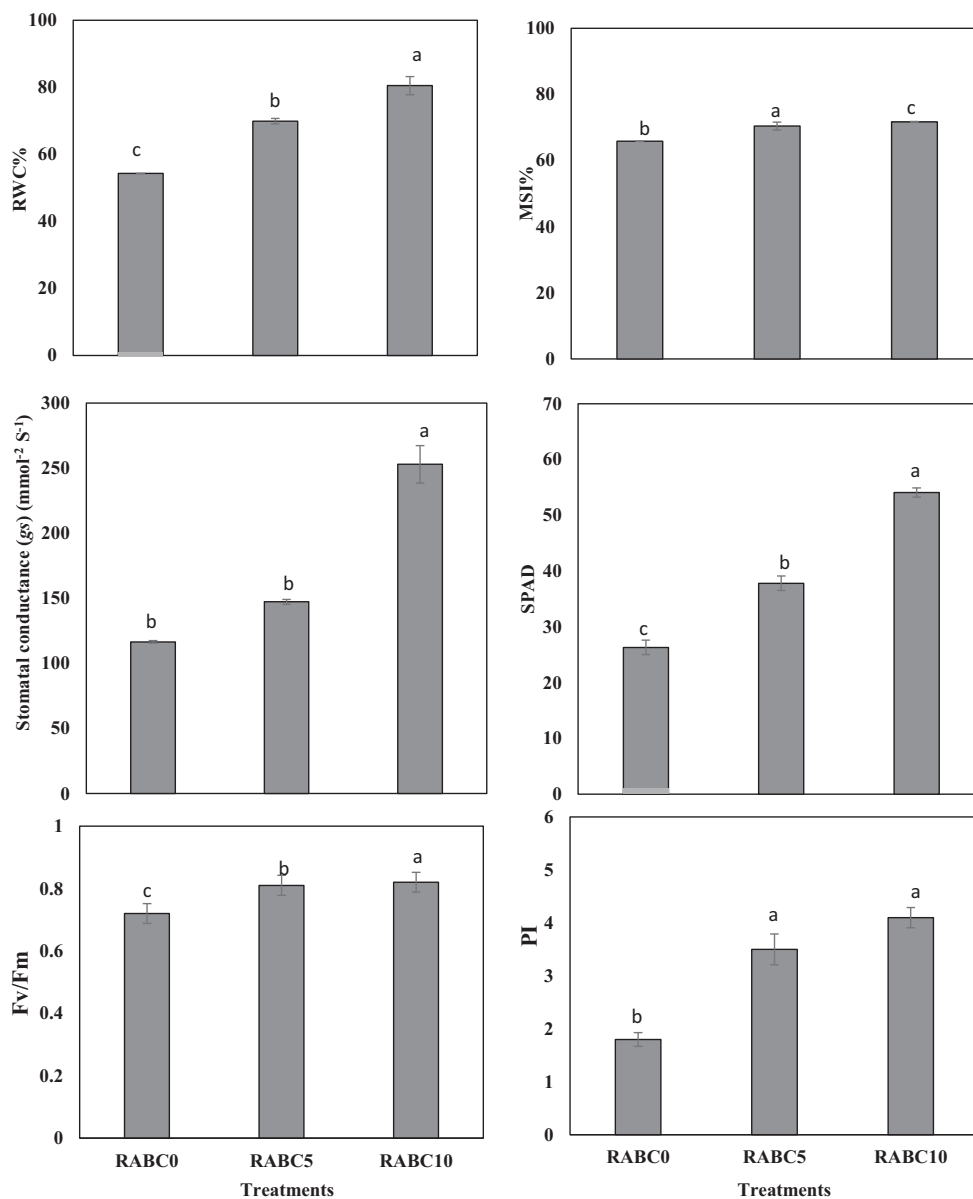 100
80
60
40
20
0
RWC%
c
b
a
100
80
60
40
20
0
MSI%
b
a
c
300
250
200
150
100
50
0
Stomatal conductance (gs) (mmol⁻² S⁻¹)
b
b
a
70
60
50
40
30
20
10
0
SPAD
c
b
a
1
0.8
0.6
0.4
0.2
0
Fv/Fm
c
b
a
RABC0 RABC5 RABC10
Treatments
6
5
4
3
2
1
0
PI
b
a
a
RABC0 RABC5 RABC10
Treatments